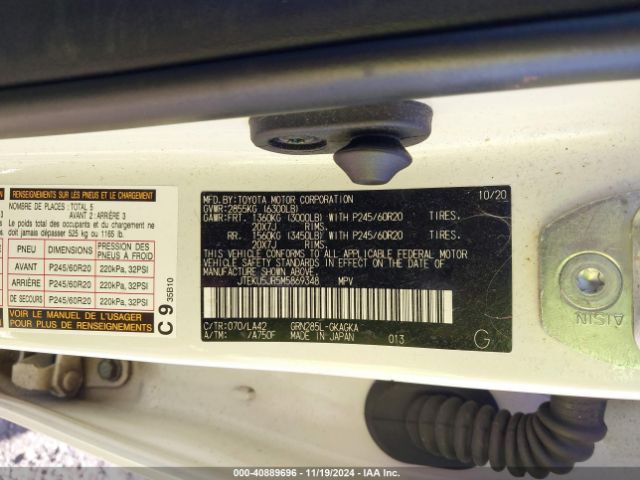 RENSEIGNEMENTS SUR LES PNEUS ET LE CHARGEMENT
NOMBRE DE PLACES : TOTAL 5
AVANT 2 : ARRIÈRE 3
Le poids total des occupants et du chargement ne
doit jamais dépasser 525 kg ou 1165 lb.
PNEU DIMENSIONS PRESSION DES PNEUS À FROID
AVANT P245/60R20 220kPa, 32PSI
ARRIÈRE P245/60R20 220kPa, 32PSI
DE SECOURS P245/60R20 220kPa, 32PSI
VOIR LE MANUEL DE L'USAGER POUR PLUS DE RENSEIGNEMENTS
C 9 35B10
MFD. BY:TOYOTA MOTOR CORPORATION 10/20
GVWR: 2855KG (6300LB)
GAWR:FRT. 1360KG (3000LB) WITH P245/60R20 TIRES.
20X7J RIMS.
RR. 1560KG (3450LB) WITH P245/60R20 TIRES.
20X7J RIMS.
THIS VEHICLE CONFORMS TO ALL APPLICABLE FEDERAL MOTOR
VEHICLE SAFETY STANDARDS IN EFFECT ON THE DATE OF
MANUFACTURE SHOWN ABOVE.
JTEKU5JR5M5869348 MPV
C/TR:070/LA42 GRN285L-GKAGKA
A/TM: /A750F MADE IN JAPAN 013 G
AISIN
000-40889696 - 11/19/2024 - IAA Inc.